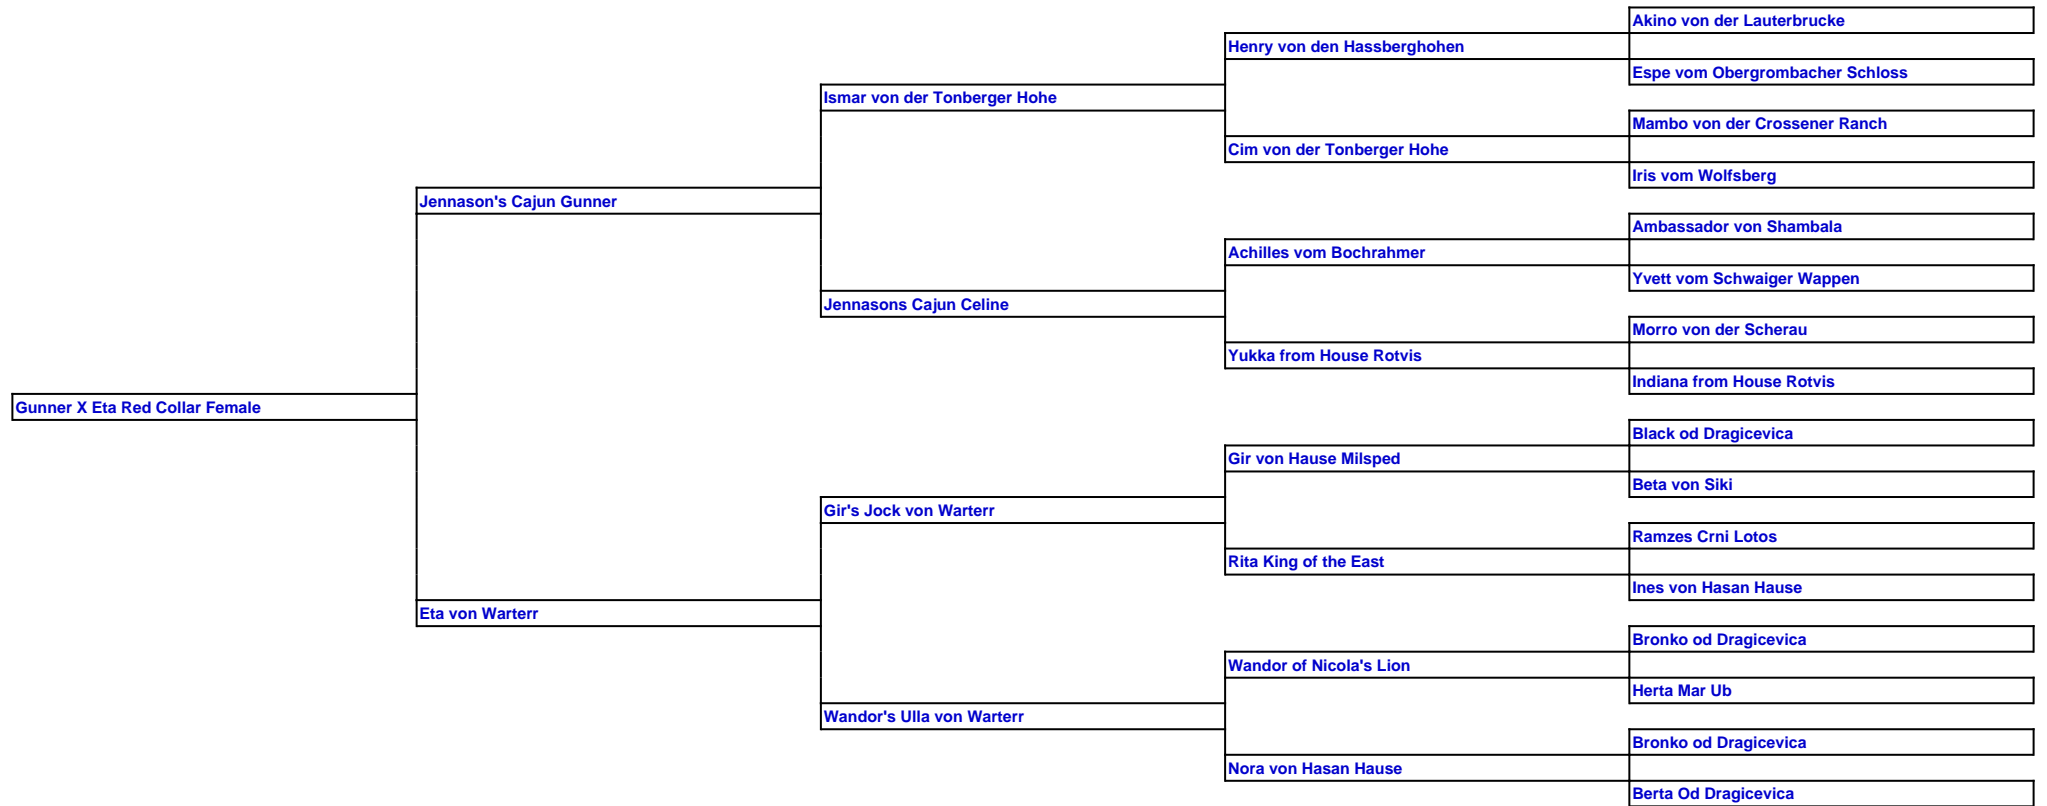 Akino von der Lauterbrucke
Henry von den Hassberghohen
Espe vom Obergrombacher Schloss
Ismar von der Tonberger Hohe
Mambo von der Crossener Ranch
Cim von der Tonberger Hohe
Iris vom Wolfsberg
Jennason's Cajun Gunner
Ambassador von Shambala
Achilles vom Bochrahmer
Yvett vom Schwaiger Wappen
Jennasons Cajun Celine
Morro von der Scherau
Yukka from House Rotvis
Indiana from House Rotvis
Gunner X Eta Red Collar Female
Black od Dragicevica
Gir von Hause Milsped
Beta von Siki
Gir's Jock von Warterr
Ramzes Crni Lotos
Rita King of the East
Ines von Hasan Hause
Eta von Warterr
Bronko od Dragicevica
Wandor of Nicola's Lion
Herta Mar Ub
Wandor's Ulla von Warterr
Bronko od Dragicevica
Nora von Hasan Hause
Berta Od Dragicevica